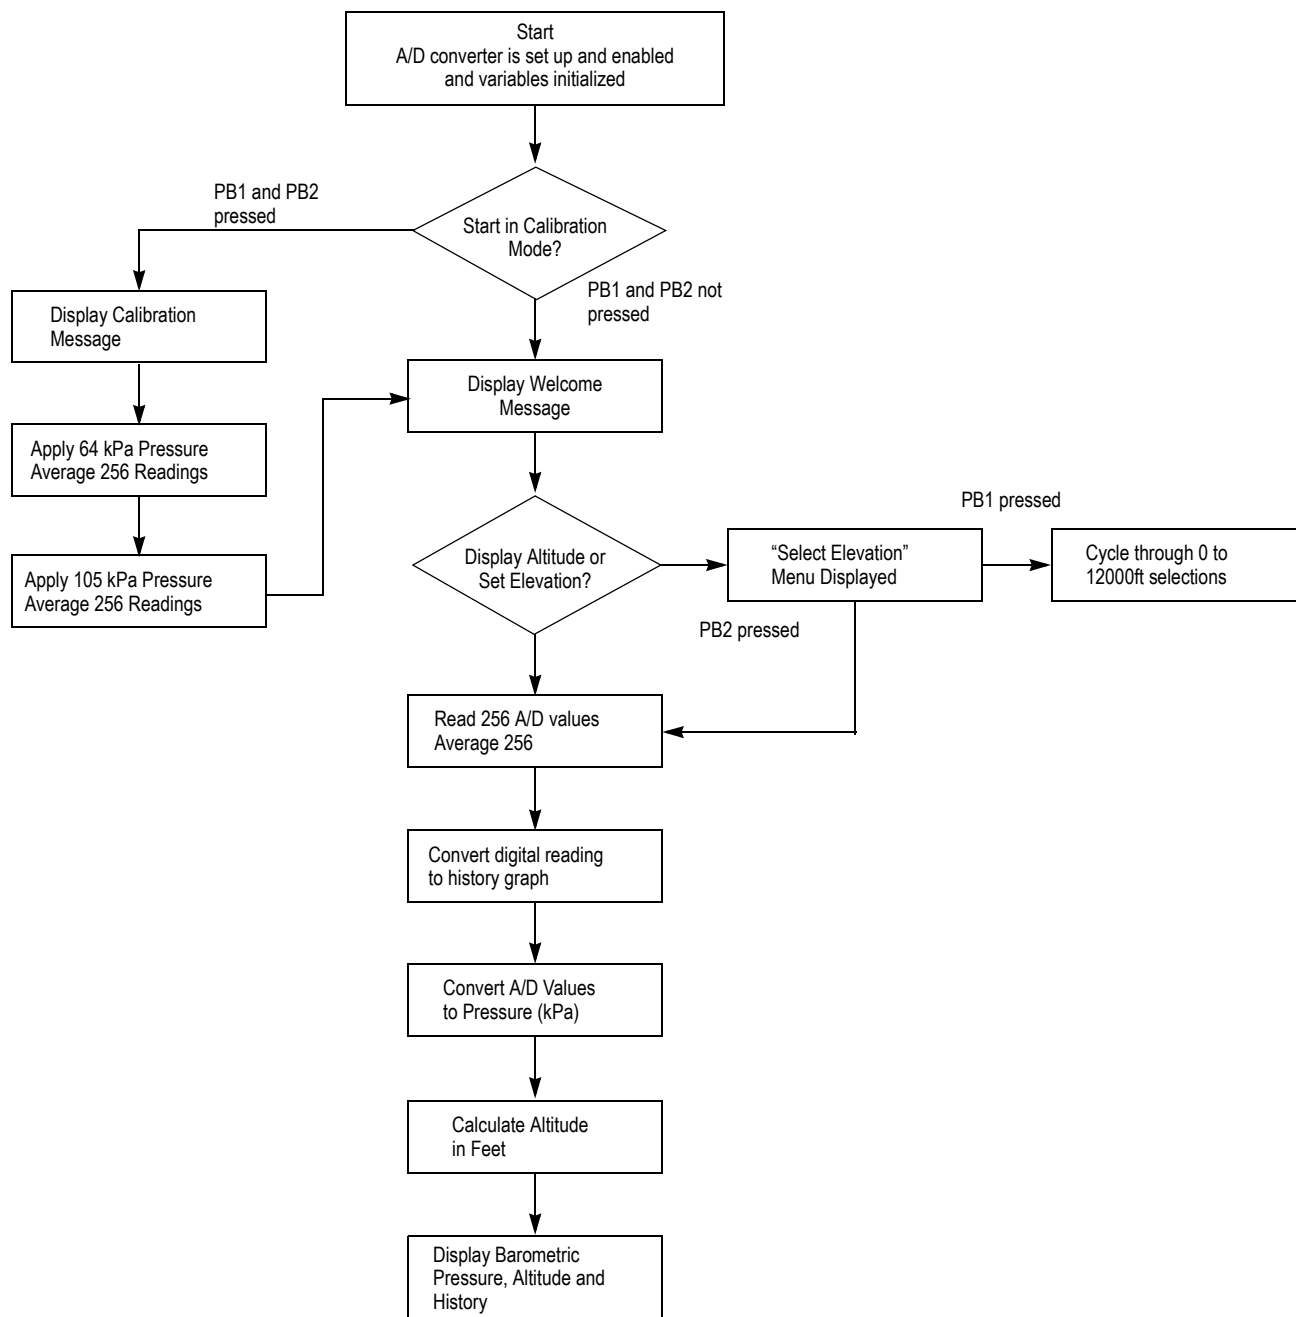 Start
A/D converter is set up and enabled
and variables initialized
PB1 and PB2
pressed
Start in Calibration
Mode?
PB1 and PB2 not
pressed
Display Calibration
Message
Display Welcome
Message
Apply 64 kPa Pressure
Average 256 Readings
PB1 pressed
Display Altitude or
Set Elevation?
“Select Elevation”
Menu Displayed
Cycle through 0 to
12000ft selections
Apply 105 kPa Pressure
Average 256 Readings
PB2 pressed
Read 256 A/D values
Average 256
Convert digital reading
to history graph
Convert A/D Values
to Pressure (kPa)
Calculate Altitude
in Feet
Display Barometric
Pressure, Altitude and
History